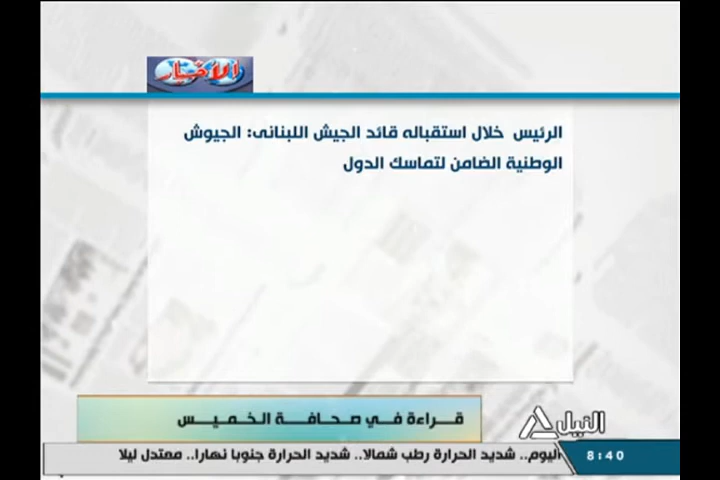 الأخبار
الرئيس خلال استقباله قائد الجيش اللبنانى: الجيوش
الوطنية الضامن لتماسك الدول
قراءة في صحافة الخميس
النيل
اليوم.. شديد الحرارة رطب شمالا.. شديد الحرارة جنوبا نهارا.. معتدل ليلا
8:40